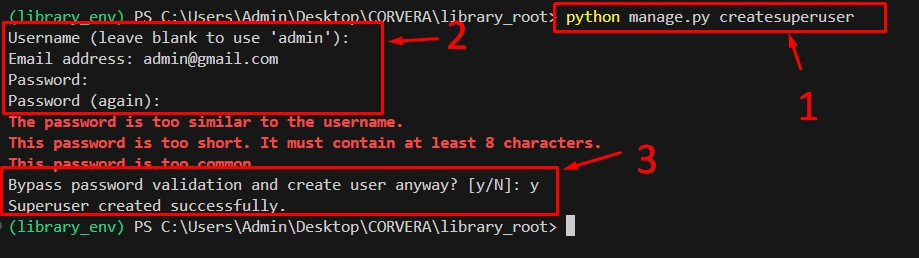 (library_env) PS C:\Users\Admin\Desktop\CORVERA\library_root> python manage.py createsuperuser
Username (leave blank to use 'admin'):
2
Email address: admin@gmail.com
Password:
Password (again):
1
The password is too similar to the username.
This password is too short. It must contain at least 8 characters.
This password is too common.
3
Bypass password validation and create user anyway? [y/N]: y
Superuser created successfully.
(library_env) PS C:\Users\Admin\Desktop\CORVERA\library_root>